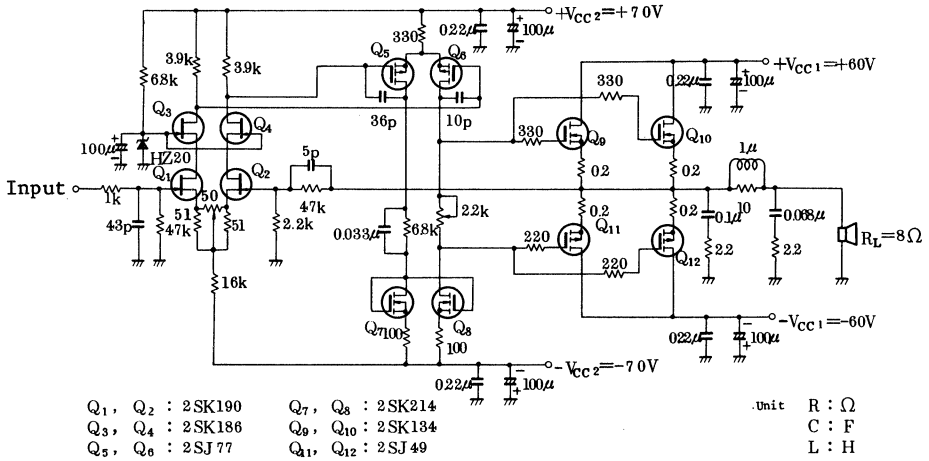 +VCC2=+70V
0.22μ
+
100μ
-
330
3.9k
3.9k
6.8k
Q5
Q6
+VCC1=+60V
36p
10p
330
0.22μ
+
100μ
-
Q3
Q4
+
100μ
-
HZ20
330
Q9
Q10
5p
1μ
Q1
Q2
0.2
0.2
Input
1k
50
47k
10
51
51
2.2k
2.2k
0.2
0.2
0.1μ
0.068μ
43p
47k
0.033μ
6.8k
220
Q11
2.2
2.2
RL=8Ω
16k
220
Q12
Q7
Q8
100
100
-VCC1=-60V
0.22μ
-
100μ
+
-VCC2=-70V
0.22μ
-
100μ
+
Q1, Q2 : 2SK190 Q7, Q8 : 2SK214 Unit R : Ω
Q3, Q4 : 2SK186 Q9, Q10 : 2SK134 C : F
Q5, Q6 : 2SJ77 Q11, Q12 : 2SJ49 L : H